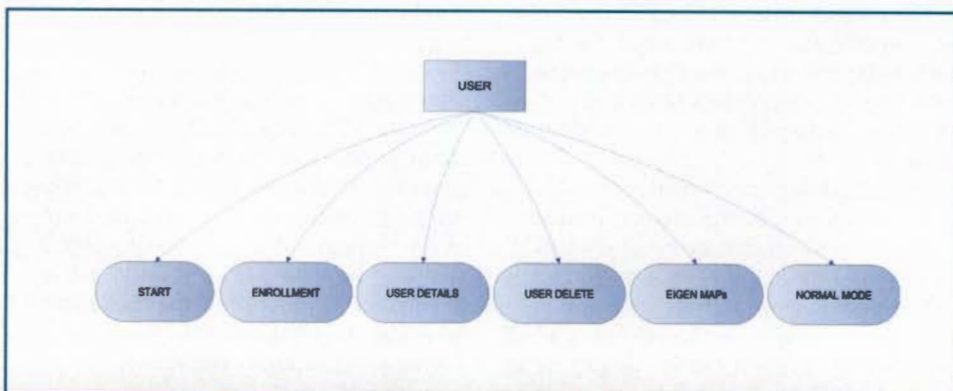 USER
START
ENROLLMENT
USER DETAILS
USER DELETE
EIGEN MAPs
NORMAL MODE